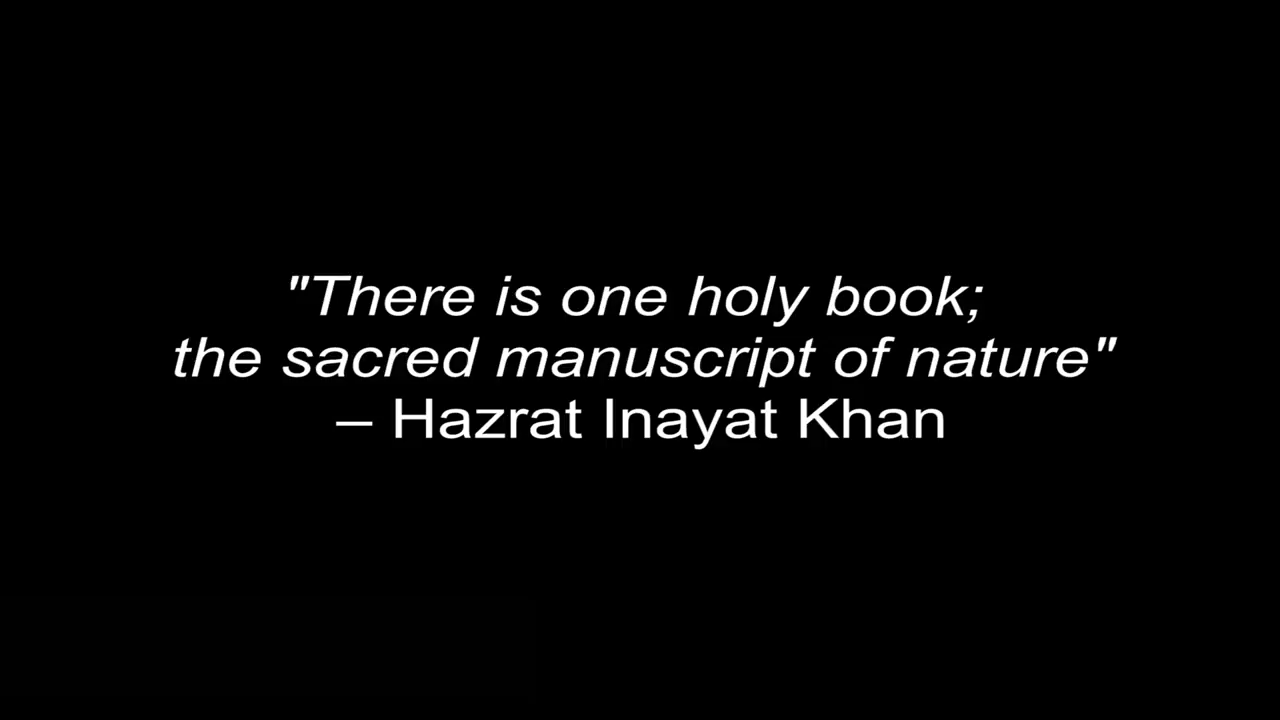 "There is one holy book;
the sacred manuscript of nature"
– Hazrat Inayat Khan